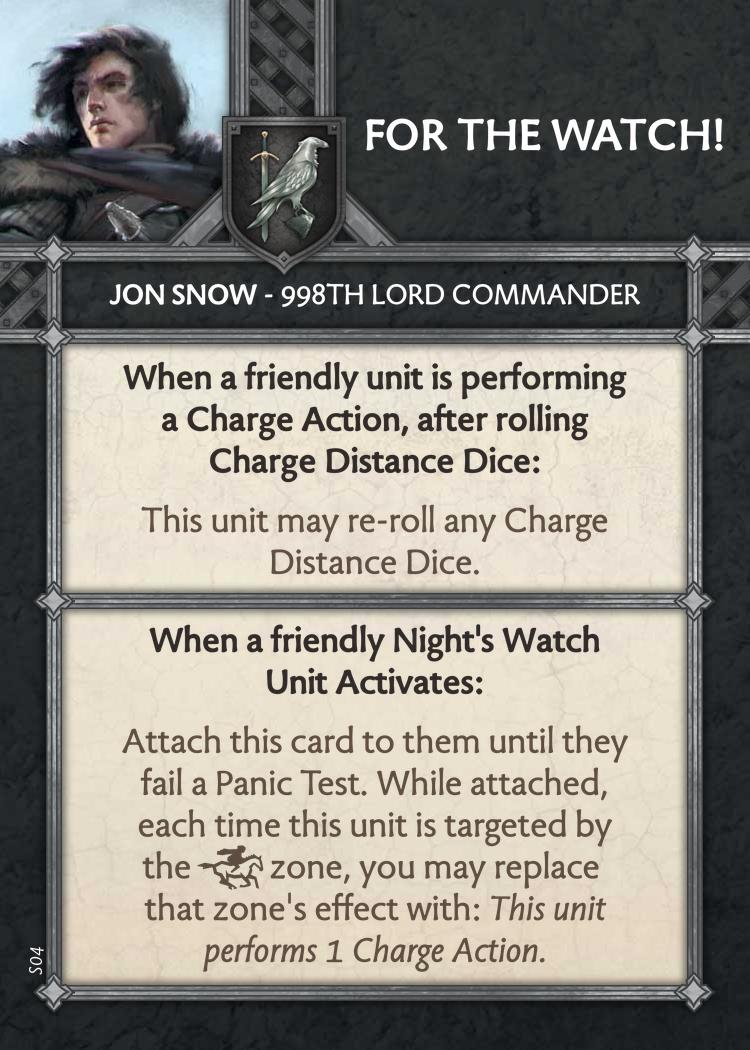 FOR THE WATCH!
JON SNOW - 998TH LORD COMMANDER
When a friendly unit is performing
a Charge Action, after rolling
Charge Distance Dice:
This unit may re-roll any Charge
Distance Dice.
When a friendly Night's Watch
Unit Activates:
Attach this card to them until they
fail a Panic Test. While attached,
each time this unit is targeted by
the zone, you may replace
that zone's effect with: This unit
performs 1 Charge Action.
S04